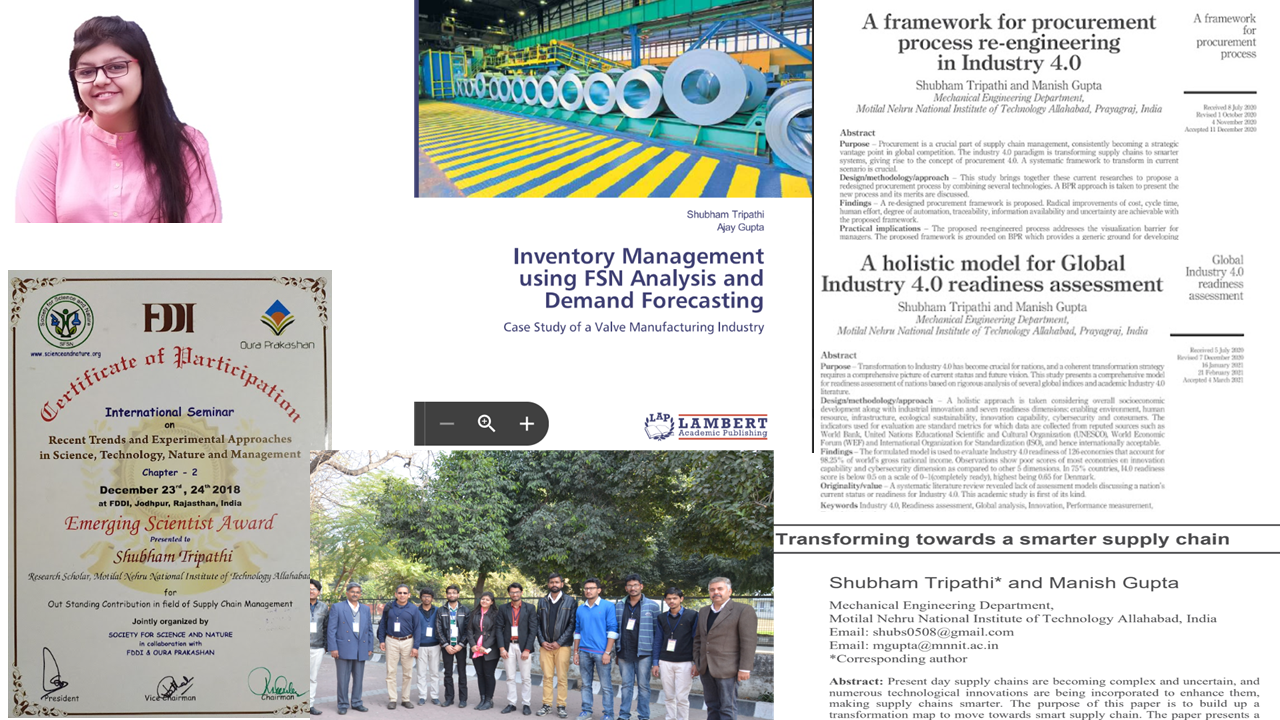 Society for Science and Nature
SFSN
www.scienceandnature.org
FDDI
Oura Prakashan
Certificate of Participation
International Seminar
on
Recent Trends and Experimental Approaches
in Science, Technology, Nature and Management
Chapter - 2
December 23rd, 24th 2018
at FDDI, Jodhpur, Rajasthan, India
Emerging Scientist Award
Presented to
Shubham Tripathi
Research Scholar, Motilal Nehru National Institute of Technology Allahabad
for
Out Standing Contribution in field of Supply Chain Management
Jointly organized by
SOCIETY FOR SCIENCE AND NATURE
in collaboration with
FDDI & OURA PRAKASHAN
President
Vice Chairman
Chairman
Shubham Tripathi
Ajay Gupta
Inventory Management
using FSN Analysis and
Demand Forecasting
Case Study of a Valve Manufacturing Industry
LAP
LAMBERT
Academic Publishing
A framework for procurement
process re-engineering
in Industry 4.0
Shubham Tripathi and Manish Gupta
Mechanical Engineering Department,
Motilal Nehru National Institute of Technology Allahabad, Prayagraj, India
A framework
for
procurement
process
Received 8 July 2020
Revised 1 October 2020
4 November 2020
Accepted 11 December 2020
Abstract
Purpose – Procurement is a crucial part of supply chain management, consistently becoming a strategic
vantage point in global competition. The industry 4.0 paradigm is transforming supply chains to smarter
systems, giving rise to the concept of procurement 4.0. A systematic framework to transform in current
scenario is crucial.
Design/methodology/approach – This study brings together these current researches to propose a
redesigned procurement process by combining several technologies. A BPR approach is taken to present the
new process and its merits are discussed.
Findings – A re-designed procurement framework is proposed. Radical improvements of cost, cycle time,
human effort, degree of automation, traceability, information availability and uncertainty are achievable with
the proposed framework.
Practical implications – The proposed re-engineered process addresses the visualization barrier for
managers. The proposed framework is grounded on BPR which provides a generic ground for developing
A holistic model for Global
Industry 4.0 readiness assessment
Shubham Tripathi and Manish Gupta
Mechanical Engineering Department,
Motilal Nehru National Institute of Technology Allahabad, Prayagraj, India
Global
Industry 4.0
readiness
assessment
Received 5 July 2020
Revised 7 December 2020
16 January 2021
21 February 2021
Accepted 4 March 2021
Abstract
Purpose – Transformation to Industry 4.0 has become crucial for nations, and a coherent transformation strategy
requires a comprehensive picture of current status and future vision. This study presents a comprehensive model
for readiness assessment of nations based on rigorous analysis of several global indices and academic Industry 4.0
literature.
Design/methodology/approach – A holistic approach is taken considering overall socioeconomic
development along with industrial innovation and seven readiness dimensions; enabling environment, human
resource, infrastructure, ecological sustainability, innovation capability, cybersecurity and consumers. The
indicators used for evaluation are standard metrics for which data are collected from reputed sources such as
World Bank, United Nations Educational Scientific and Cultural Organization (UNESCO), World Economic
Forum (WEF) and International Organization for Standardization (ISO), and hence internationally acceptable.
Findings – The formulated model is used to evaluate Industry 4.0 readiness of 126 economies that account for
98.25% of world's gross national income. Observations show poor scores of most economies on innovation
capability and cybersecurity dimension as compared to other 5 dimensions. In 75% countries, I4.0 readiness
score is below 0.5 on a scale of 0–1(completely ready), highest being 0.65 for Denmark.
Originality/value – A systematic literature review revealed lack of assessment models discussing a nation's
current status or readiness for Industry 4.0. This academic study is first of its kind.
Keywords Industry 4.0, Readiness assessment, Global analysis, Innovation, Performance measurement,
Transforming towards a smarter supply chain
Shubham Tripathi* and Manish Gupta
Mechanical Engineering Department,
Motilal Nehru National Institute of Technology Allahabad, India
Email: shubs0508@gmail.com
Email: mgupta@mnnit.ac.in
*Corresponding author
Abstract: Present day supply chains are becoming complex and uncertain, and
numerous technological innovations are being incorporated to enhance them,
making supply chains smarter. The purpose of this paper is to build up a
transformation map to move towards smart supply chain. The paper presents a